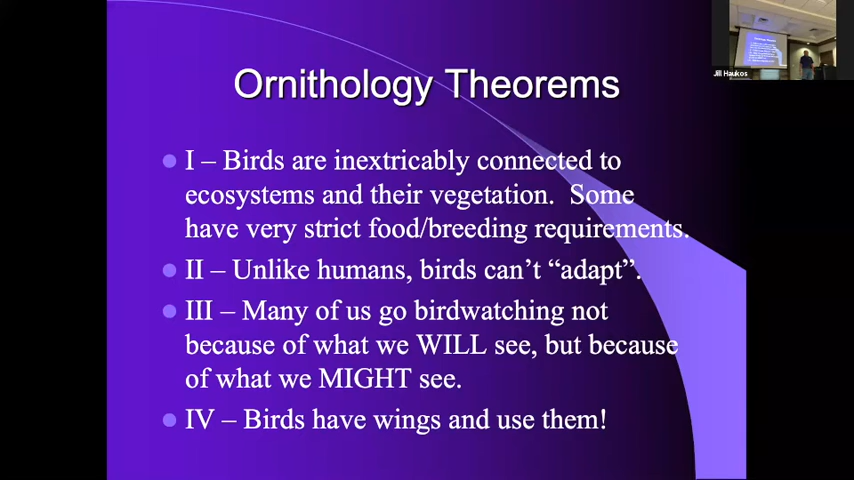 Ornithology Theorems
Jill Haukos
I – Birds are inextricably connected to
ecosystems and their vegetation. Some
have very strict food/breeding requirements.
II – Unlike humans, birds can’t “adapt”.
III – Many of us go birdwatching not
because of what we WILL see, but because
of what we MIGHT see.
IV – Birds have wings and use them!